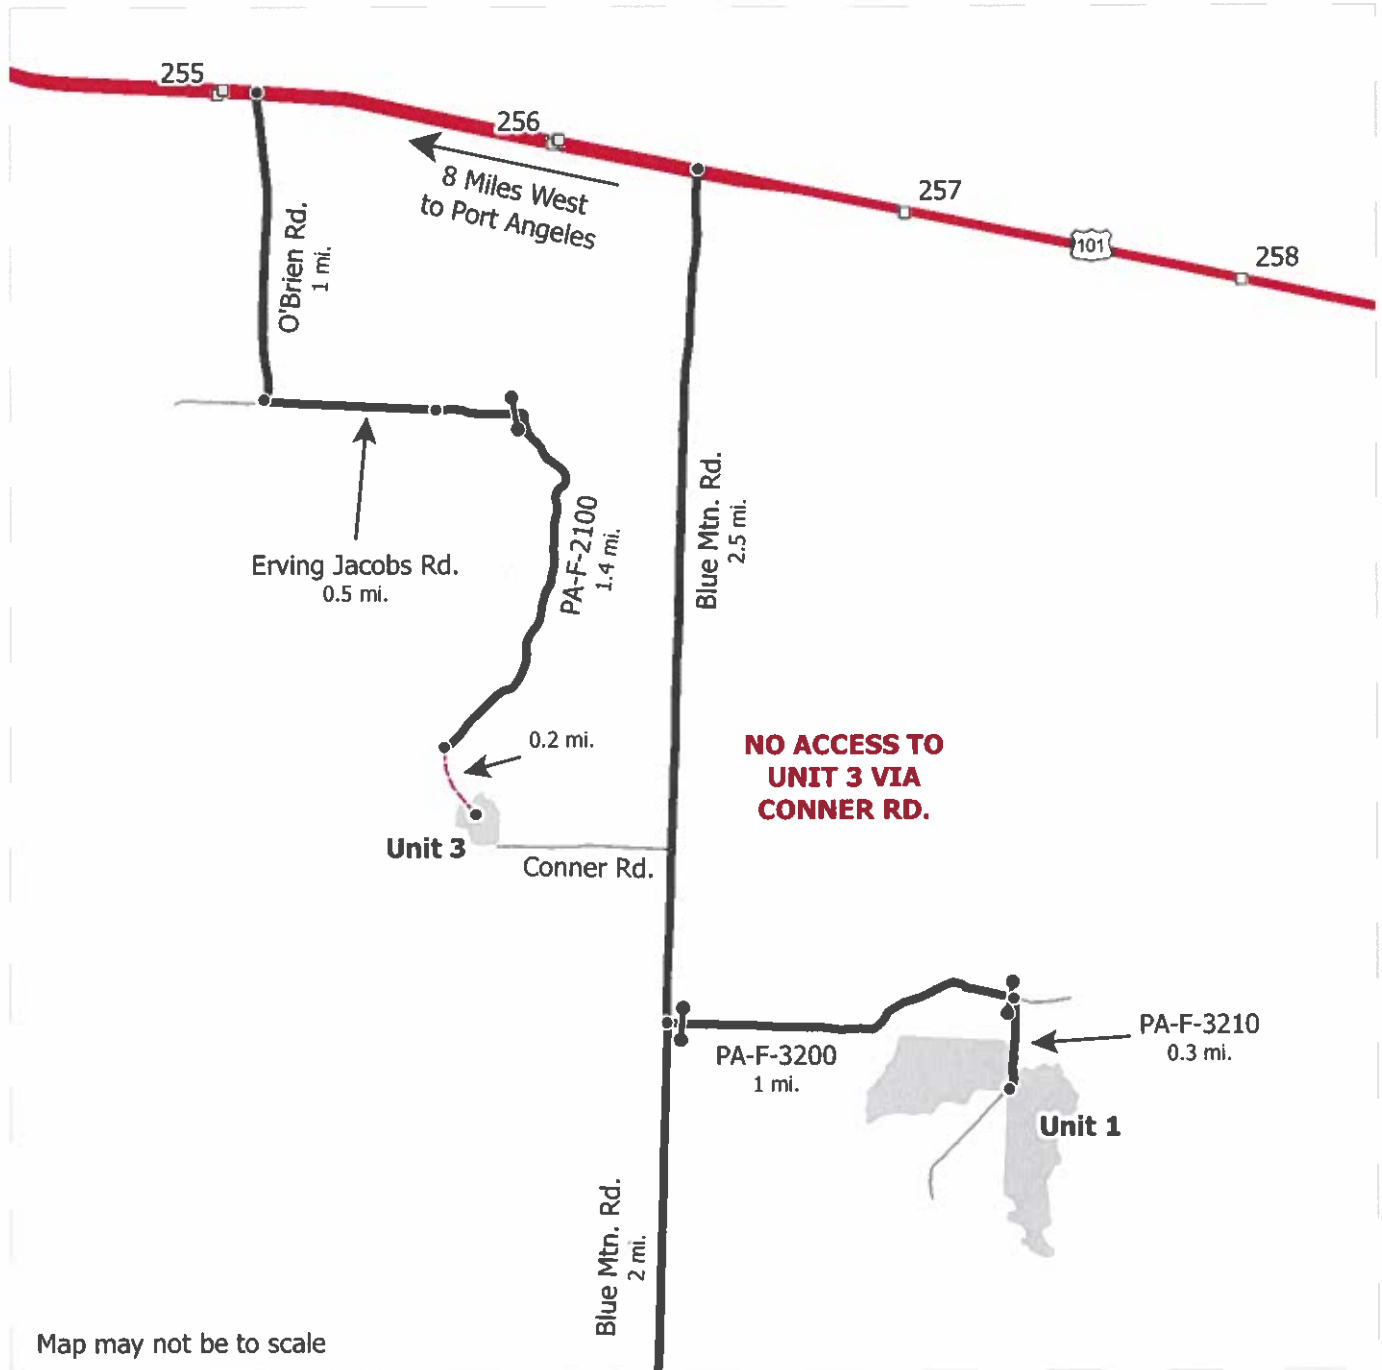 255
256
257
101
258
8 Miles West
to Port Angeles
O'Brien Rd.
1 mi.
Erving Jacobs Rd.
0.5 mi.
PA-F-2100
1.4 mi.
Blue Mtn. Rd.
2.5 mi.
0.2 mi.
NO ACCESS TO
UNIT 3 VIA
CONNER RD.
Unit 3
Conner Rd.
PA-F-3200
1 mi.
PA-F-3210
0.3 mi.
Unit 1
Blue Mtn. Rd.
2 mi.
Map may not be to scale